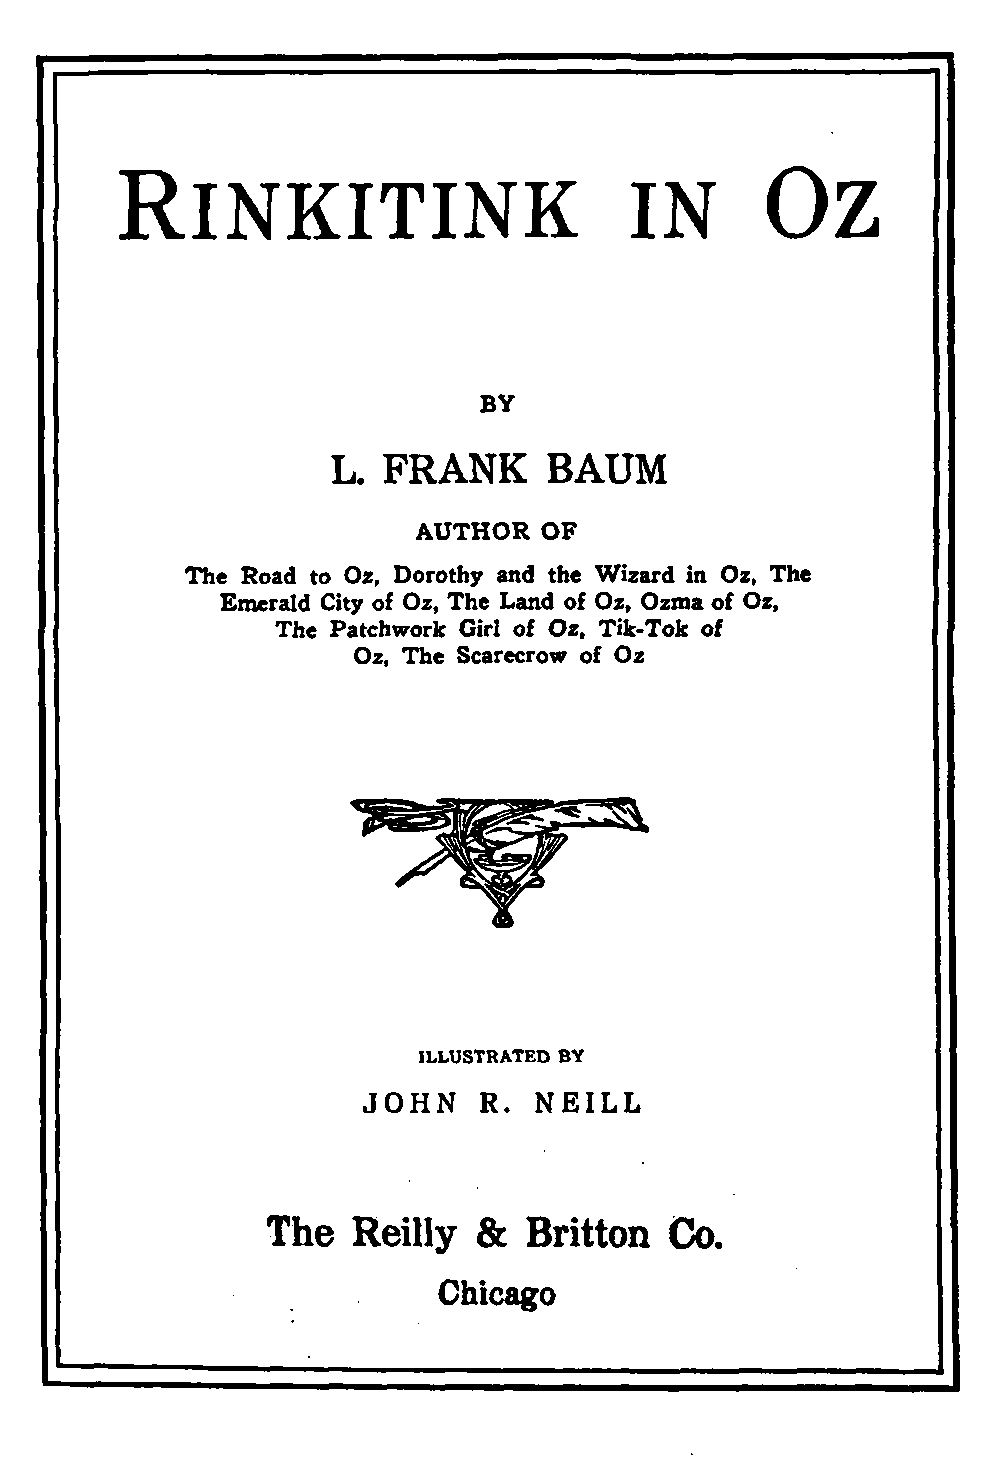 RINKITINK IN OZ
BY
L. FRANK BAUM
AUTHOR OF
The Road to Oz, Dorothy and the Wizard in Oz, The
Emerald City of Oz, The Land of Oz, Ozma of Oz,
The Patchwork Girl of Oz, Tik-Tok of
Oz, The Scarecrow of Oz
ILLUSTRATED BY
JOHN R. NEILL
The Reilly & Britton Co.
Chicago